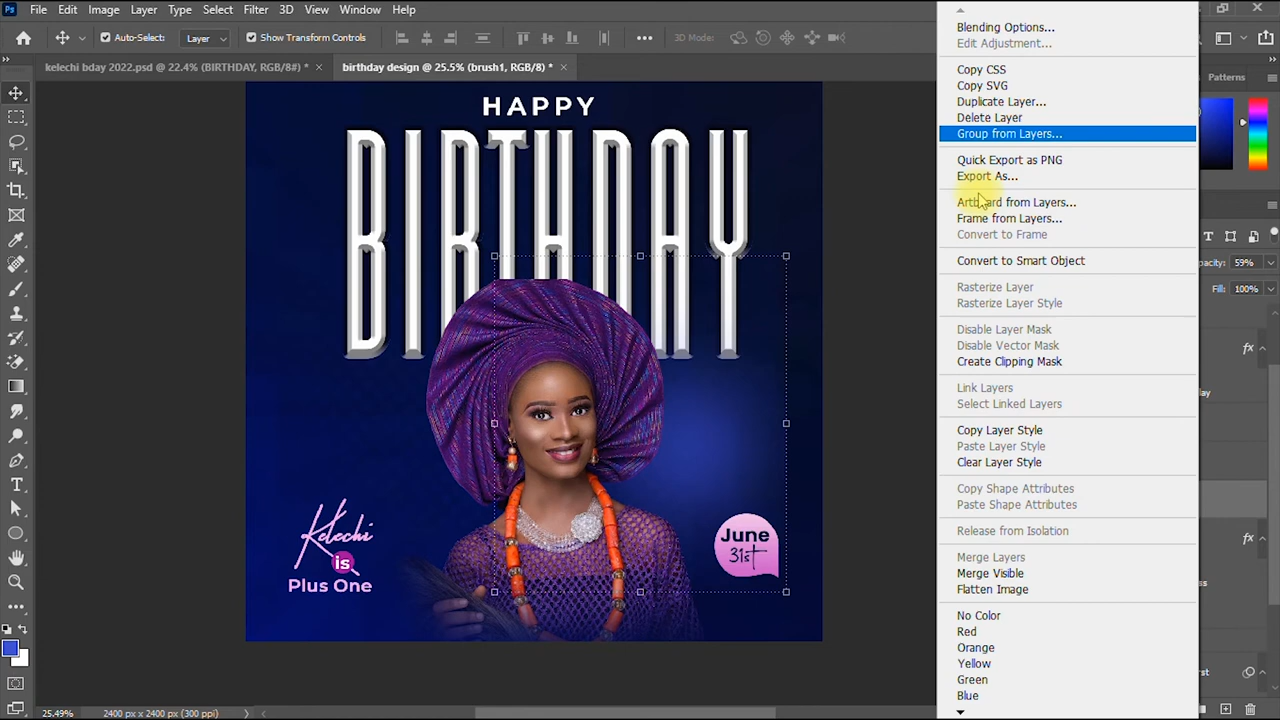 Ps File Edit Image Layer Type Select Filter 3D View Window Help
Auto-Select: Layer Show Transform Controls ••• 3D Mode:
kelechi bday 2022.psd @ 22.4% (BIRTHDAY, RGB/8#) * × birthday design @ 25.5% (brush1, RGB/8) * ×
Patterns
HAPPY
BIRTHDAY
Kelechi
is
Plus One
June
31st
Blending Options...
Edit Adjustment...
Copy CSS
Copy SVG
Duplicate Layer...
Delete Layer
Group from Layers...
Quick Export as PNG
Export As...
Artboard from Layers...
Frame from Layers...
Convert to Frame
Convert to Smart Object
Rasterize Layer
Rasterize Layer Style
Disable Layer Mask
Disable Vector Mask
Create Clipping Mask
Link Layers
Select Linked Layers
Copy Layer Style
Paste Layer Style
Clear Layer Style
Copy Shape Attributes
Paste Shape Attributes
Release from Isolation
Merge Layers
Merge Visible
Flatten Image
No Color
Red
Orange
Yellow
Green
Blue
pacity: 59%
Fill: 100%
fx
day
fx
ss
rst
25.49% 2400 px x 2400 px (300 ppi)